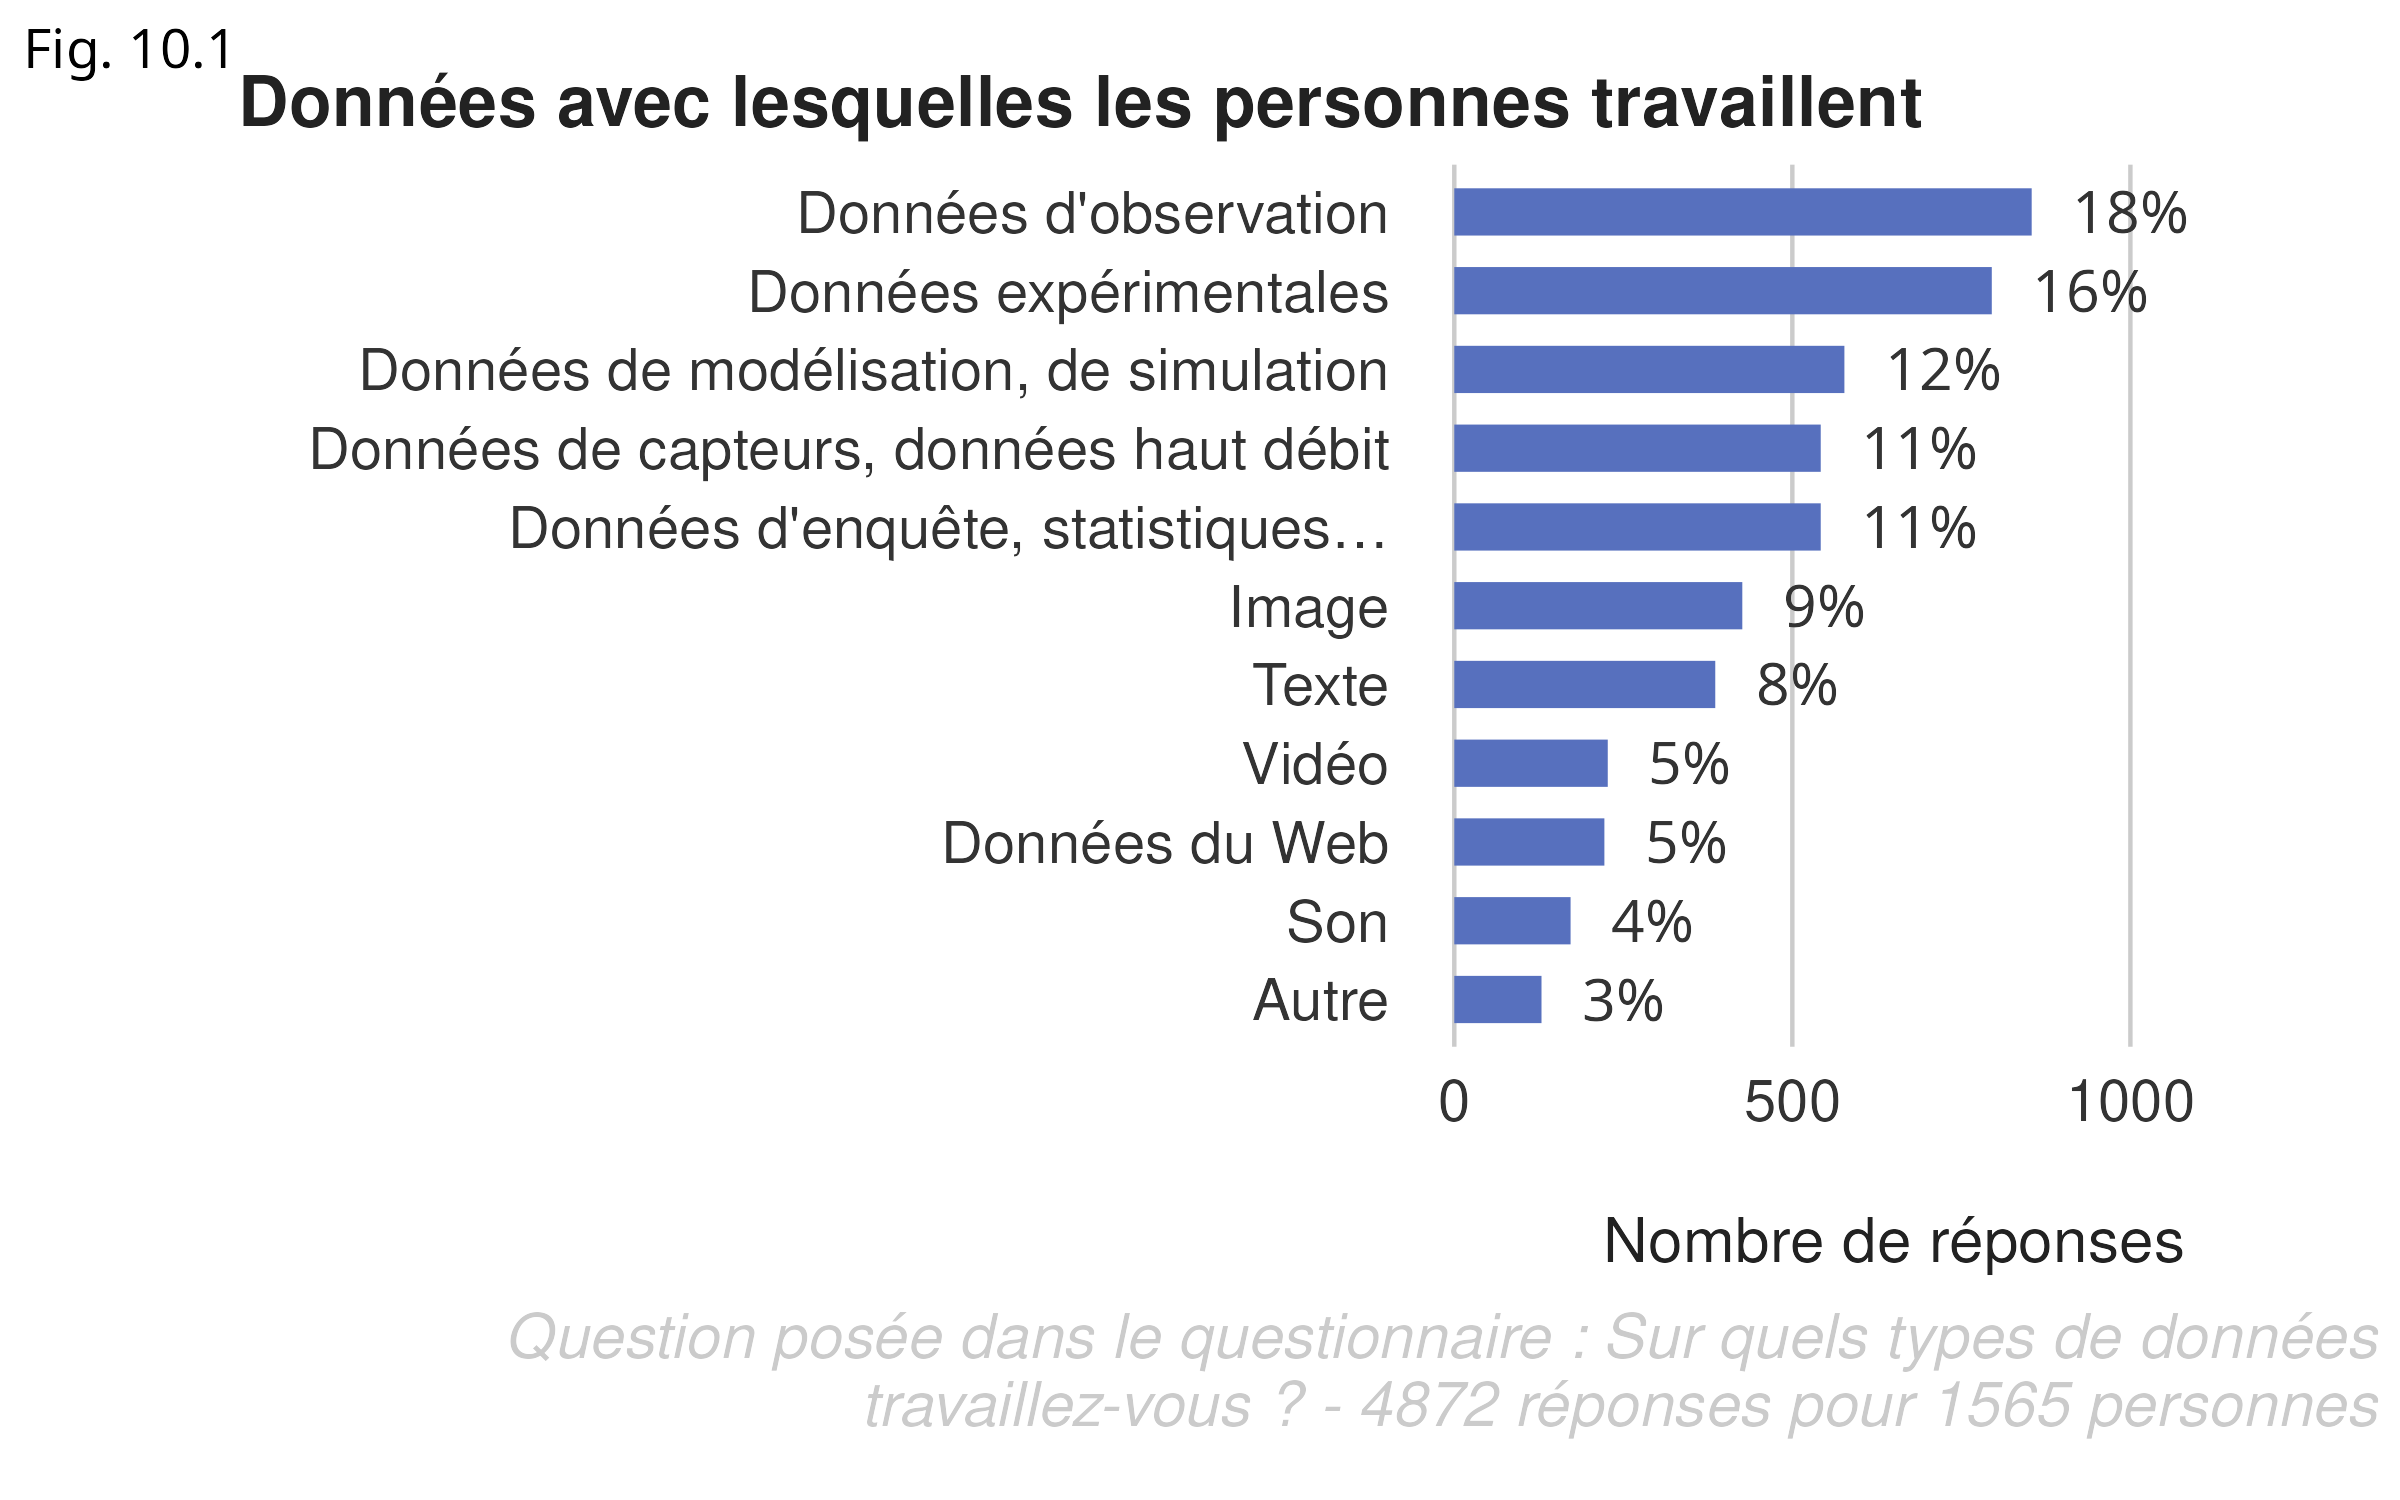 Fig. 10.1
Données avec lesquelles les personnes travaillent
Données d'observation 18%
Données expérimentales 16%
Données de modélisation, de simulation 12%
Données de capteurs, données haut débit 11%
Données d'enquête, statistiques… 11%
Image 9%
Texte 8%
Vidéo 5%
Données du Web 5%
Son 4%
Autre 3%
0 500 1000
Nombre de réponses
Question posée dans le questionnaire : Sur quels types de données
travaillez-vous ? - 4872 réponses pour 1565 personnes